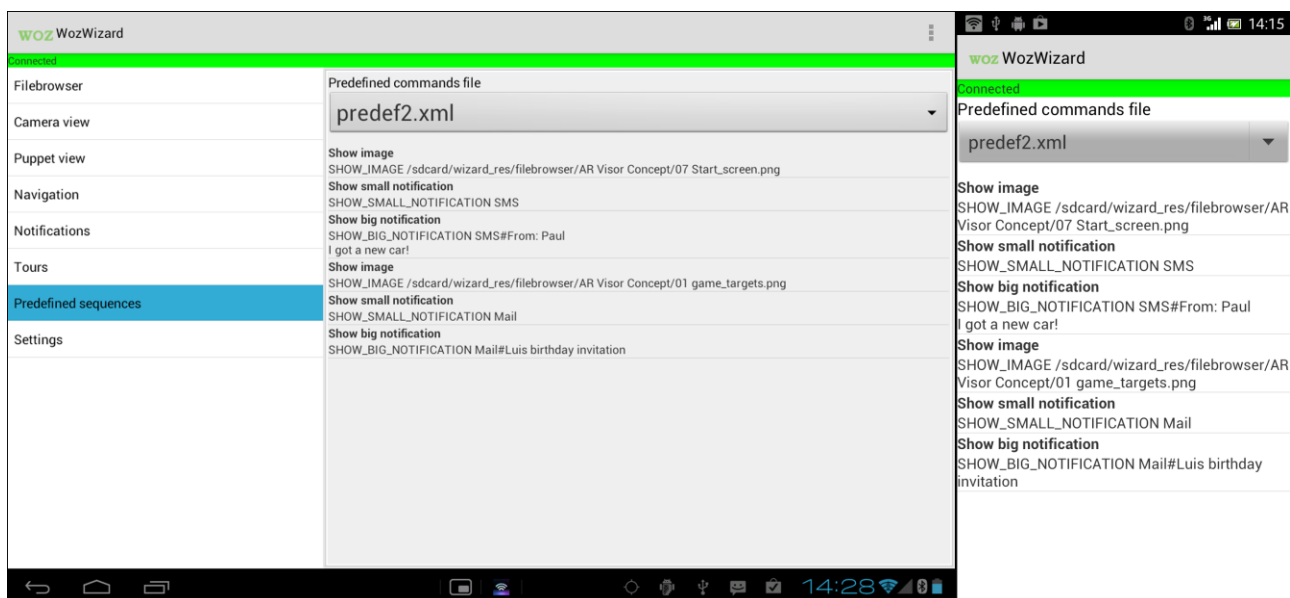 woz WozWizard
Connected
Filebrowser
Camera view
Puppet view
Navigation
Notifications
Tours
Predefined sequences
Settings
Predefined commands file
predef2.xml
Show image
SHOW_IMAGE /sdcard/wizard_res/filebrowser/AR Visor Concept/07 Start_screen.png
Show small notification
SHOW_SMALL_NOTIFICATION SMS
Show big notification
SHOW_BIG_NOTIFICATION SMS#From: Paul
I got a new car!
Show image
SHOW_IMAGE /sdcard/wizard_res/filebrowser/AR Visor Concept/01 game_targets.png
Show small notification
SHOW_SMALL_NOTIFICATION Mail
Show big notification
SHOW_BIG_NOTIFICATION Mail#Luis birthday invitation
14:28
3G 14:15
woz WozWizard
Connected
Predefined commands file
predef2.xml
Show image
SHOW_IMAGE /sdcard/wizard_res/filebrowser/AR
Visor Concept/07 Start_screen.png
Show small notification
SHOW_SMALL_NOTIFICATION SMS
Show big notification
SHOW_BIG_NOTIFICATION SMS#From: Paul
I got a new car!
Show image
SHOW_IMAGE /sdcard/wizard_res/filebrowser/AR
Visor Concept/01 game_targets.png
Show small notification
SHOW_SMALL_NOTIFICATION Mail
Show big notification
SHOW_BIG_NOTIFICATION Mail#Luis birthday
invitation